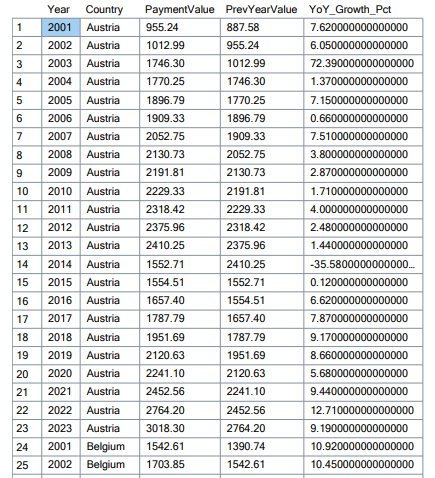 Year Country PaymentValue PrevYearValue YoY_Growth_Pct
1 2001 Austria 955.24 887.58 7.620000000000000
2 2002 Austria 1012.99 955.24 6.050000000000000
3 2003 Austria 1746.30 1012.99 72.390000000000000
4 2004 Austria 1770.25 1746.30 1.370000000000000
5 2005 Austria 1896.79 1770.25 7.150000000000000
6 2006 Austria 1909.33 1896.79 0.660000000000000
7 2007 Austria 2052.75 1909.33 7.510000000000000
8 2008 Austria 2130.73 2052.75 3.800000000000000
9 2009 Austria 2191.81 2130.73 2.870000000000000
10 2010 Austria 2229.33 2191.81 1.710000000000000
11 2011 Austria 2318.42 2229.33 4.000000000000000
12 2012 Austria 2375.96 2318.42 2.480000000000000
13 2013 Austria 2410.25 2375.96 1.440000000000000
14 2014 Austria 1552.71 2410.25 -35.5800000000000...
15 2015 Austria 1554.51 1552.71 0.120000000000000
16 2016 Austria 1657.40 1554.51 6.620000000000000
17 2017 Austria 1787.79 1657.40 7.870000000000000
18 2018 Austria 1951.69 1787.79 9.170000000000000
19 2019 Austria 2120.63 1951.69 8.660000000000000
20 2020 Austria 2241.10 2120.63 5.680000000000000
21 2021 Austria 2452.56 2241.10 9.440000000000000
22 2022 Austria 2764.20 2452.56 12.710000000000000
23 2023 Austria 3018.30 2764.20 9.190000000000000
24 2001 Belgium 1542.61 1390.74 10.920000000000000
25 2002 Belgium 1703.85 1542.61 10.450000000000000